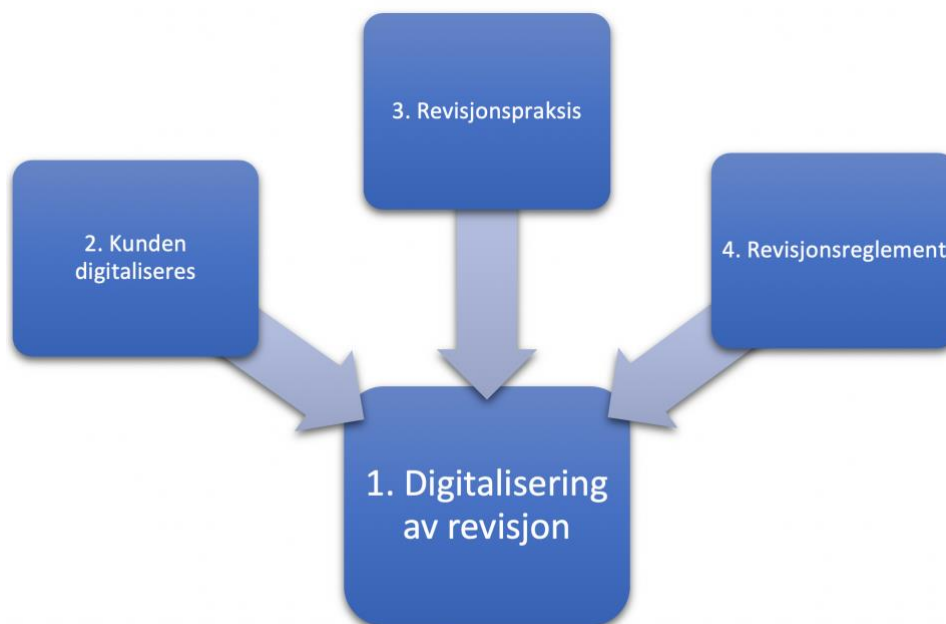 3. Revisjonspraksis
2. Kunden
digitaliseres
4. Revisjonsreglement
1. Digitalisering
av revisjon